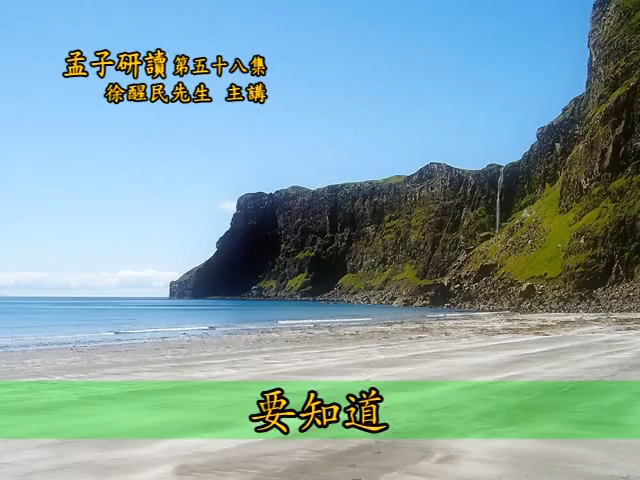 孟子研讀 第五十八集
徐醒民先生 主講
要知道